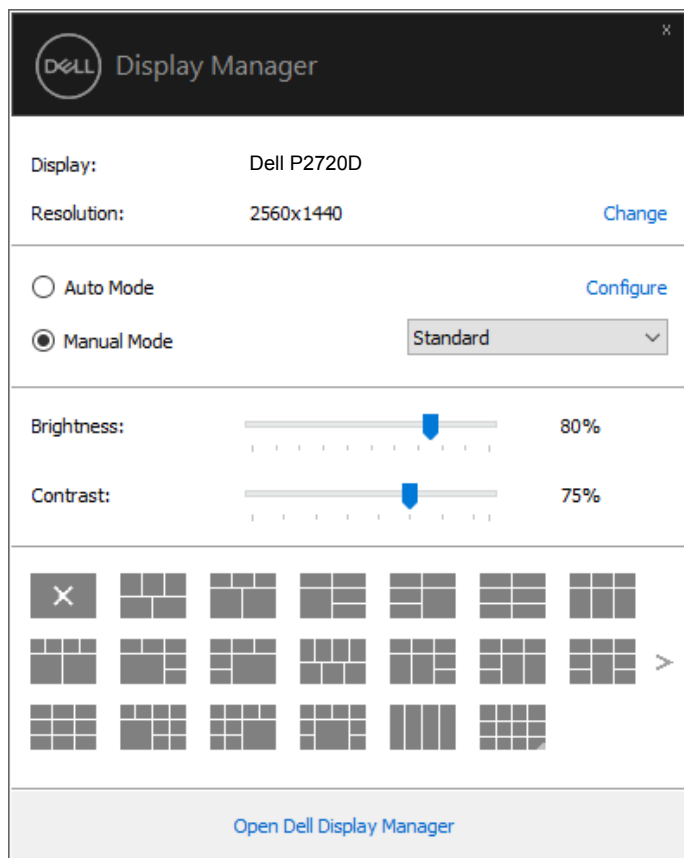 x
DELL Display Manager
Display: Dell P2720D
Resolution: 2560x1440 Change
Auto Mode Configure
Manual Mode Standard
Brightness: 80%
Contrast: 75%
>
Open Dell Display Manager